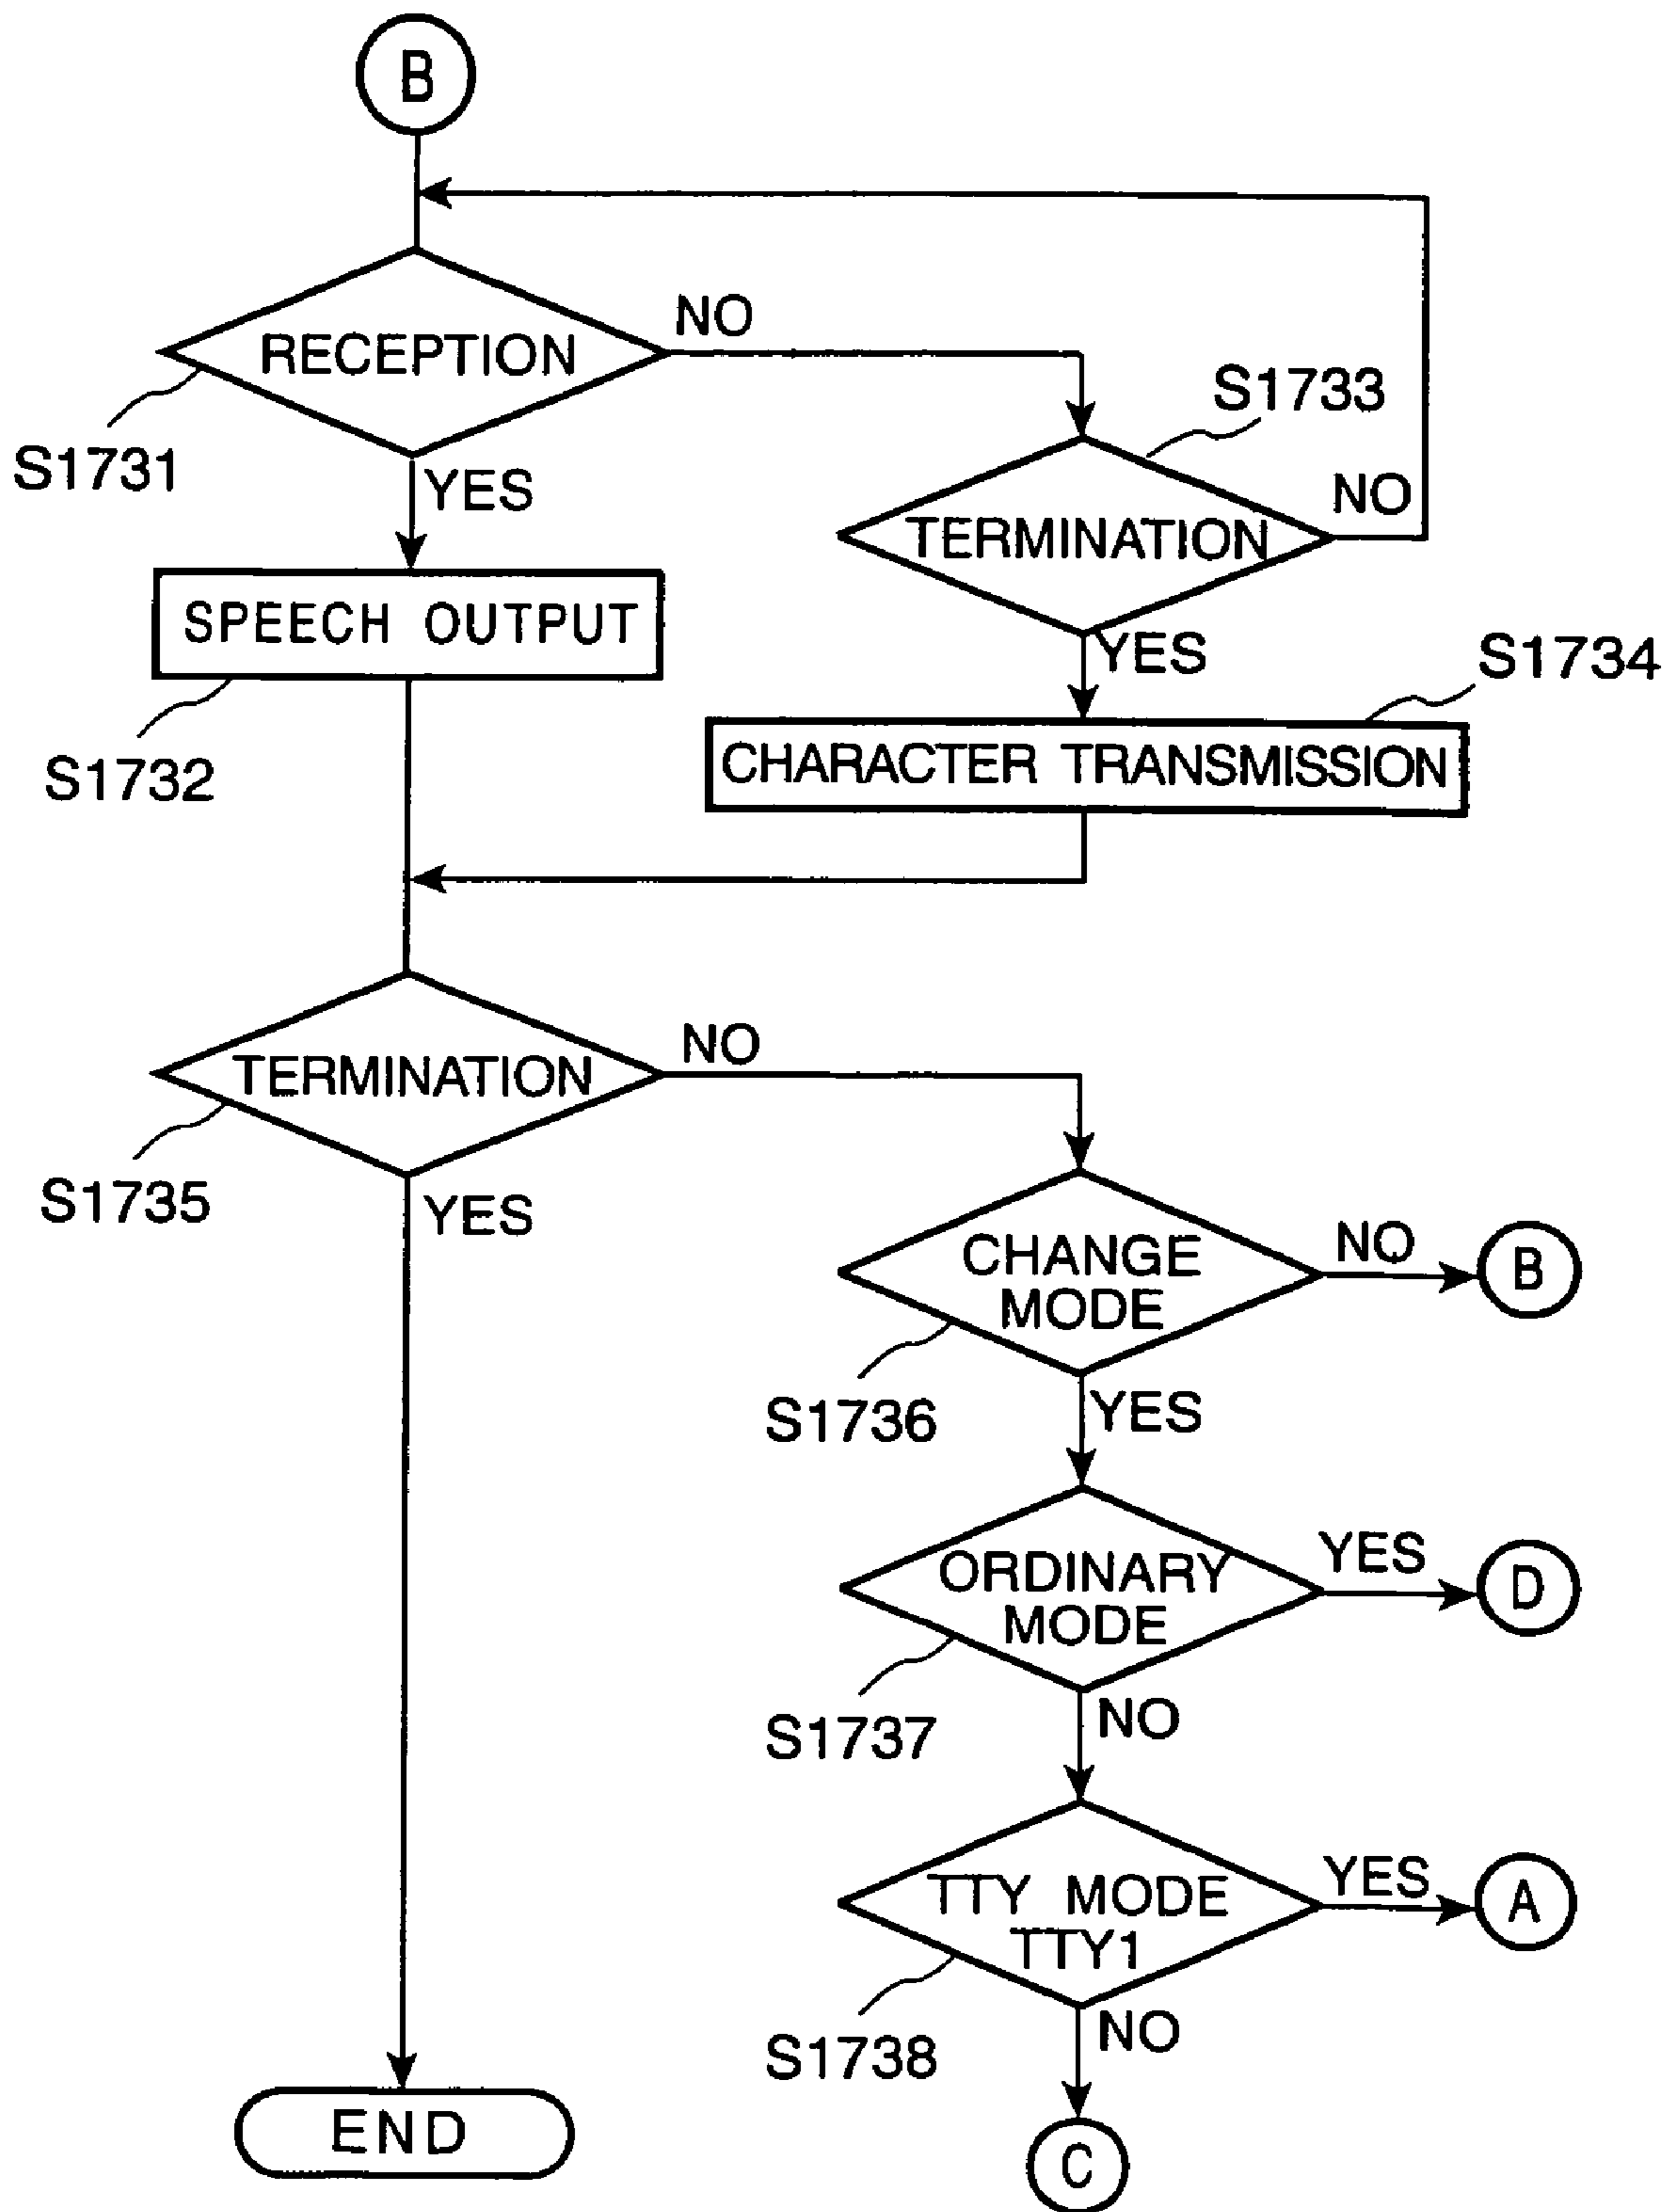 B
RECEPTION
NO
S1731
YES
S1733
TERMINATION
NO
SPEECH OUTPUT
S1732
YES
S1734
CHARACTER TRANSMISSION
TERMINATION
NO
S1735
YES
CHANGE
MODE
NO
B
S1736
YES
ORDINARY
MODE
YES
D
S1737
NO
TTY MODE
TTY1
YES
A
S1738
NO
END
C